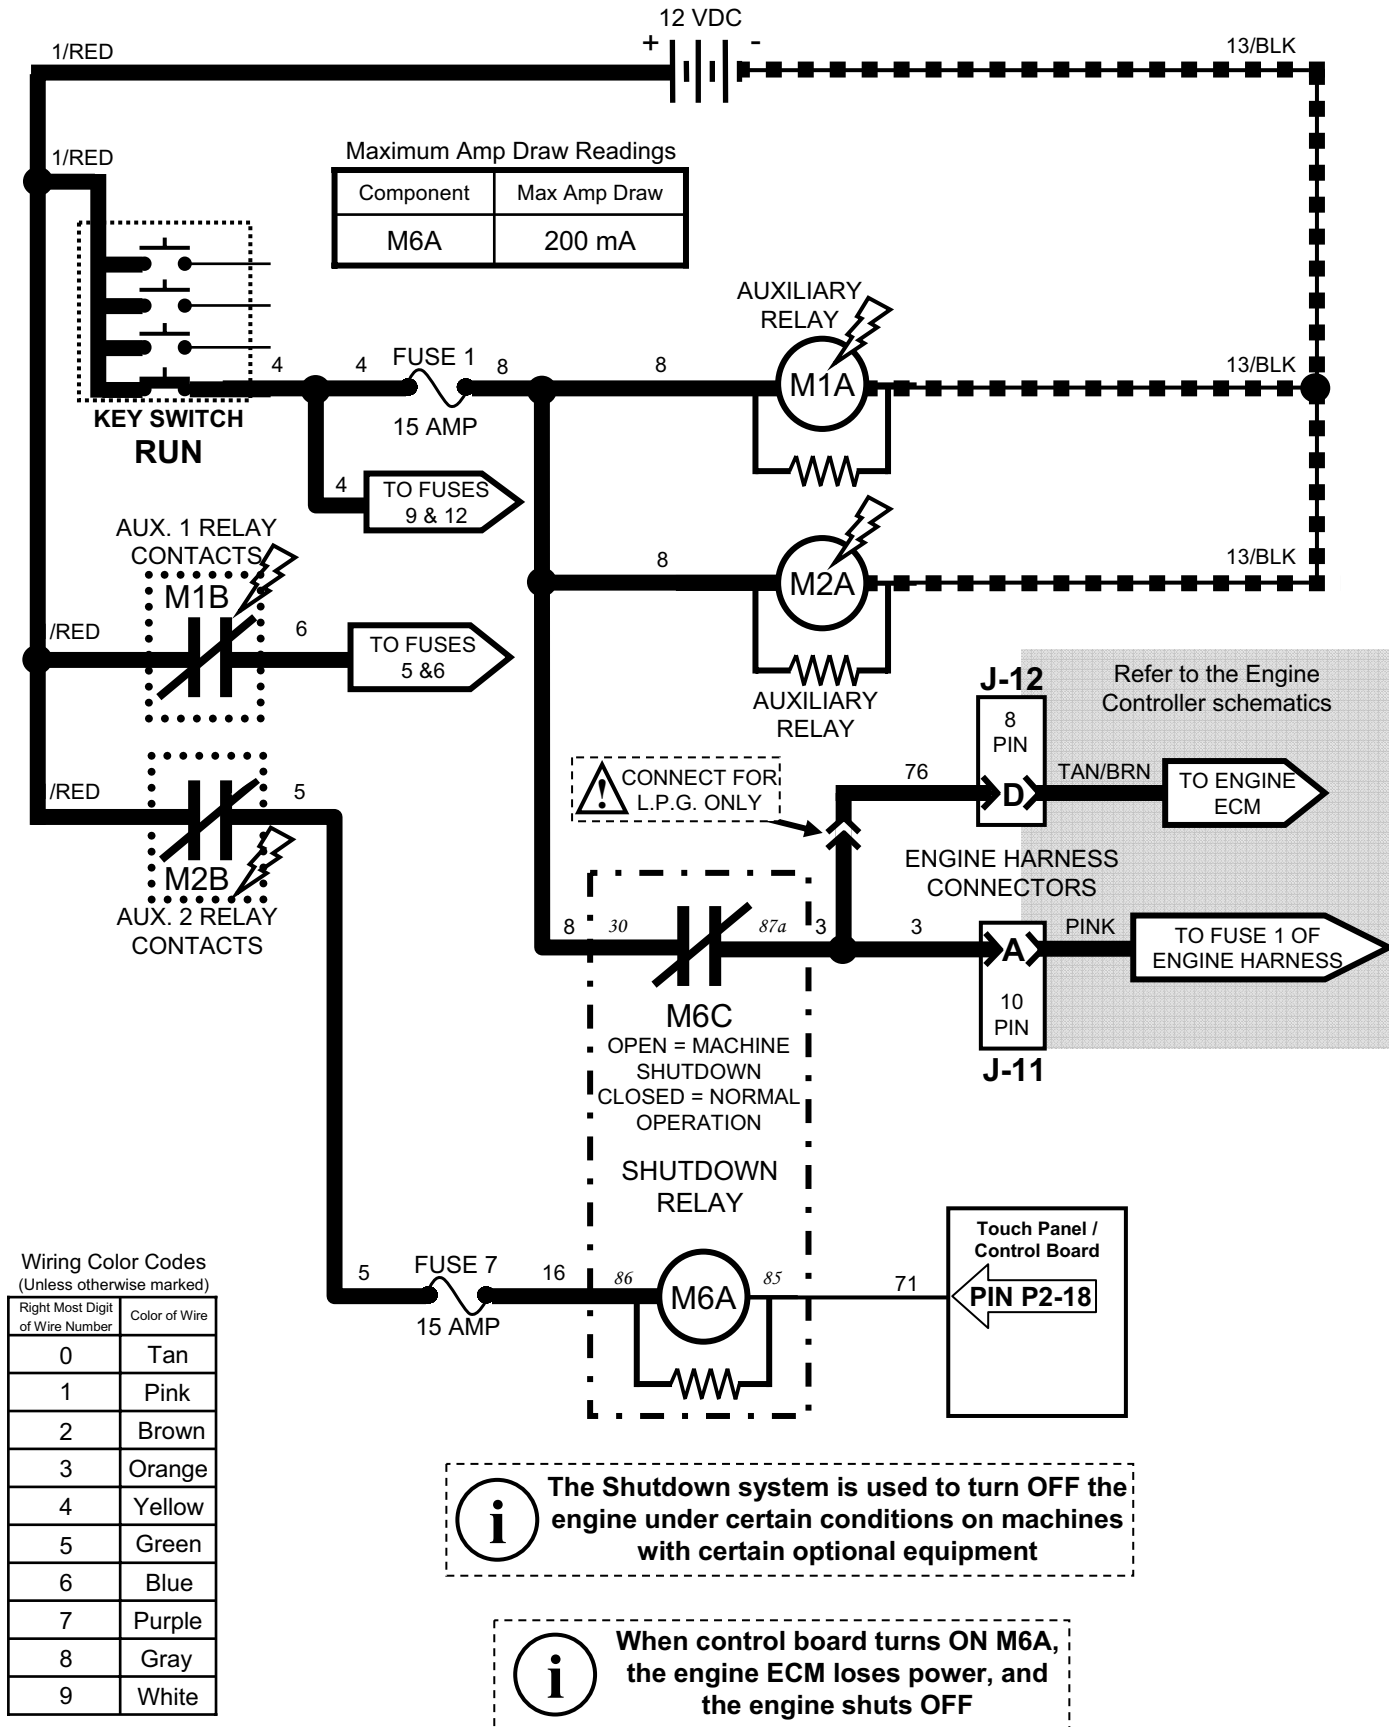 12 VDC
+ -
1/RED
13/BLK
1/RED
Maximum Amp Draw Readings
Component Max Amp Draw
M6A 200 mA
AUXILIARY
RELAY
4 4 FUSE 1 8 8 M1A 13/BLK
15 AMP
KEY SWITCH
RUN
4 TO FUSES
9 & 12
AUX. 1 RELAY
CONTACTS
M1B
8 M2A 13/BLK
/RED 6 TO FUSES
5 &6
AUXILIARY
RELAY
J-12
8
PIN
Refer to the Engine
Controller schematics
CONNECT FOR
L.P.G. ONLY
76 D TAN/BRN TO ENGINE
ECM
/RED 5
M2B
AUX. 2 RELAY
CONTACTS
ENGINE HARNESS
CONNECTORS
8 30 87a 3 3 A PINK TO FUSE 1 OF
ENGINE HARNESS
10
PIN
J-11
M6C
OPEN = MACHINE
SHUTDOWN
CLOSED = NORMAL
OPERATION
SHUTDOWN
RELAY
Touch Panel /
Control Board
5 FUSE 7 16 86 M6A 85 71 PIN P2-18
15 AMP
Wiring Color Codes
(Unless otherwise marked)
Right Most Digit
of Wire Number Color of Wire
0 Tan
1 Pink
2 Brown
3 Orange
4 Yellow
5 Green
6 Blue
7 Purple
8 Gray
9 White
i The Shutdown system is used to turn OFF the
engine under certain conditions on machines
with certain optional equipment
i When control board turns ON M6A,
the engine ECM loses power, and
the engine shuts OFF